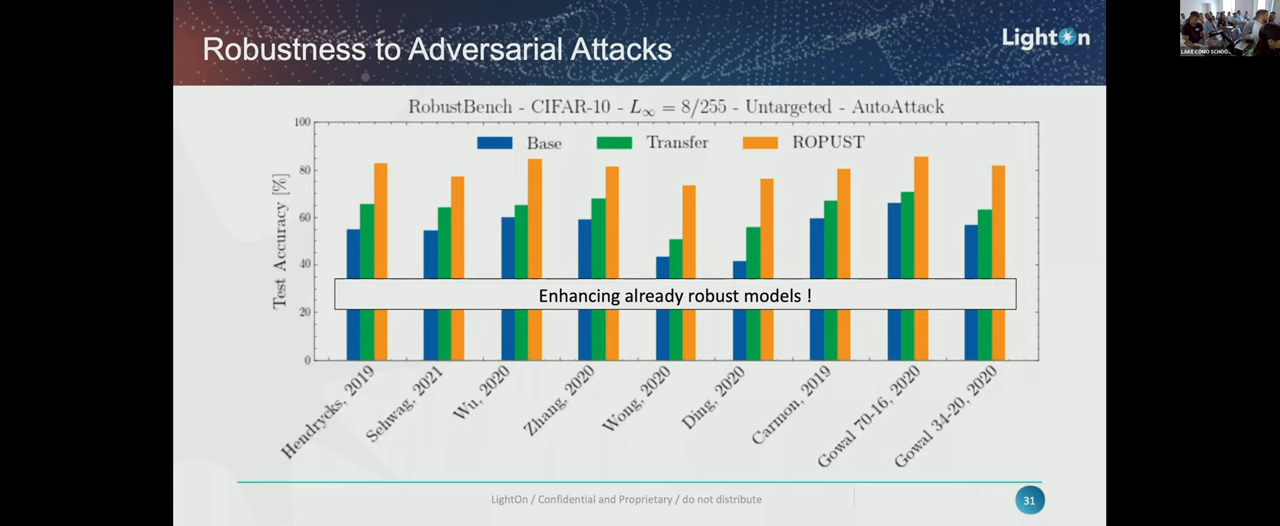 Robustness to Adversarial Attacks
LightOn
LAKE COMO SCHOO...
RobustBench - CIFAR-10 - L∞ = 8/255 - Untargeted - AutoAttack
Base Transfer ROPUST
Test Accuracy [%]
100
80
60
40
20
0
Enhancing already robust models !
Hendrycks, 2019
Sehwag, 2021
Wu, 2020
Zhang, 2020
Wong, 2020
Ding, 2020
Carmon, 2019
Gowal 70-16, 2020
Gowal 34-20, 2020
LightOn / Confidential and Proprietary / do not distribute
31